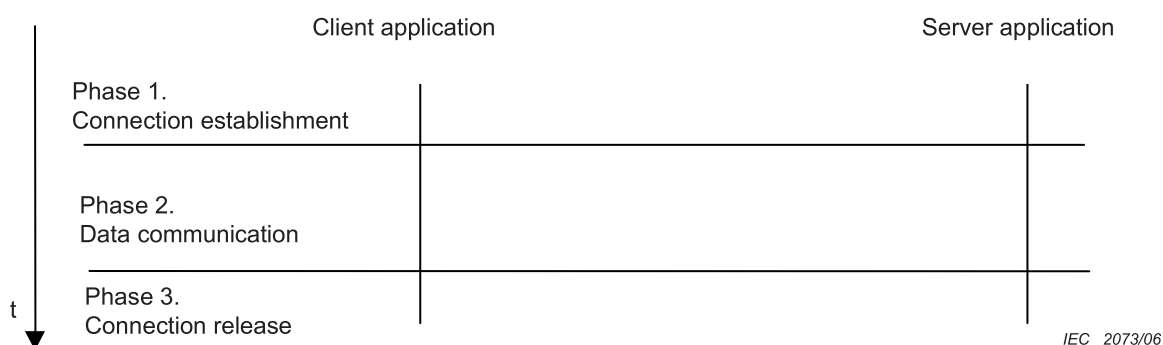 Client application
Server application
Phase 1.
Connection establishment
Phase 2.
Data communication
Phase 3.
Connection release
t
IEC 2073/06